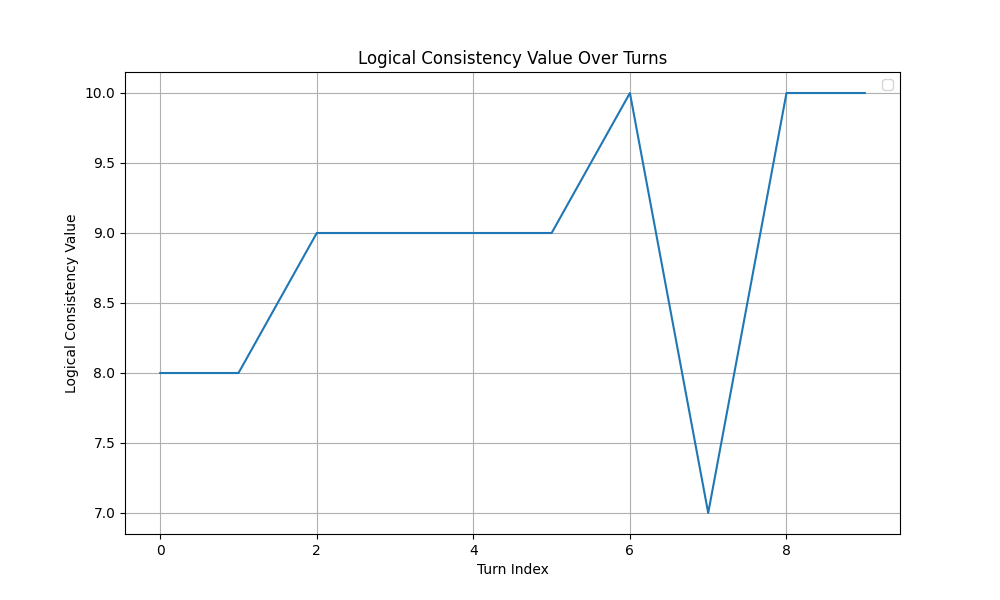 Logical Consistency Value Over Turns
10.0
9.5
9.0
8.5
8.0
7.5
7.0
Logical Consistency Value
0 2 4 6 8
Turn Index